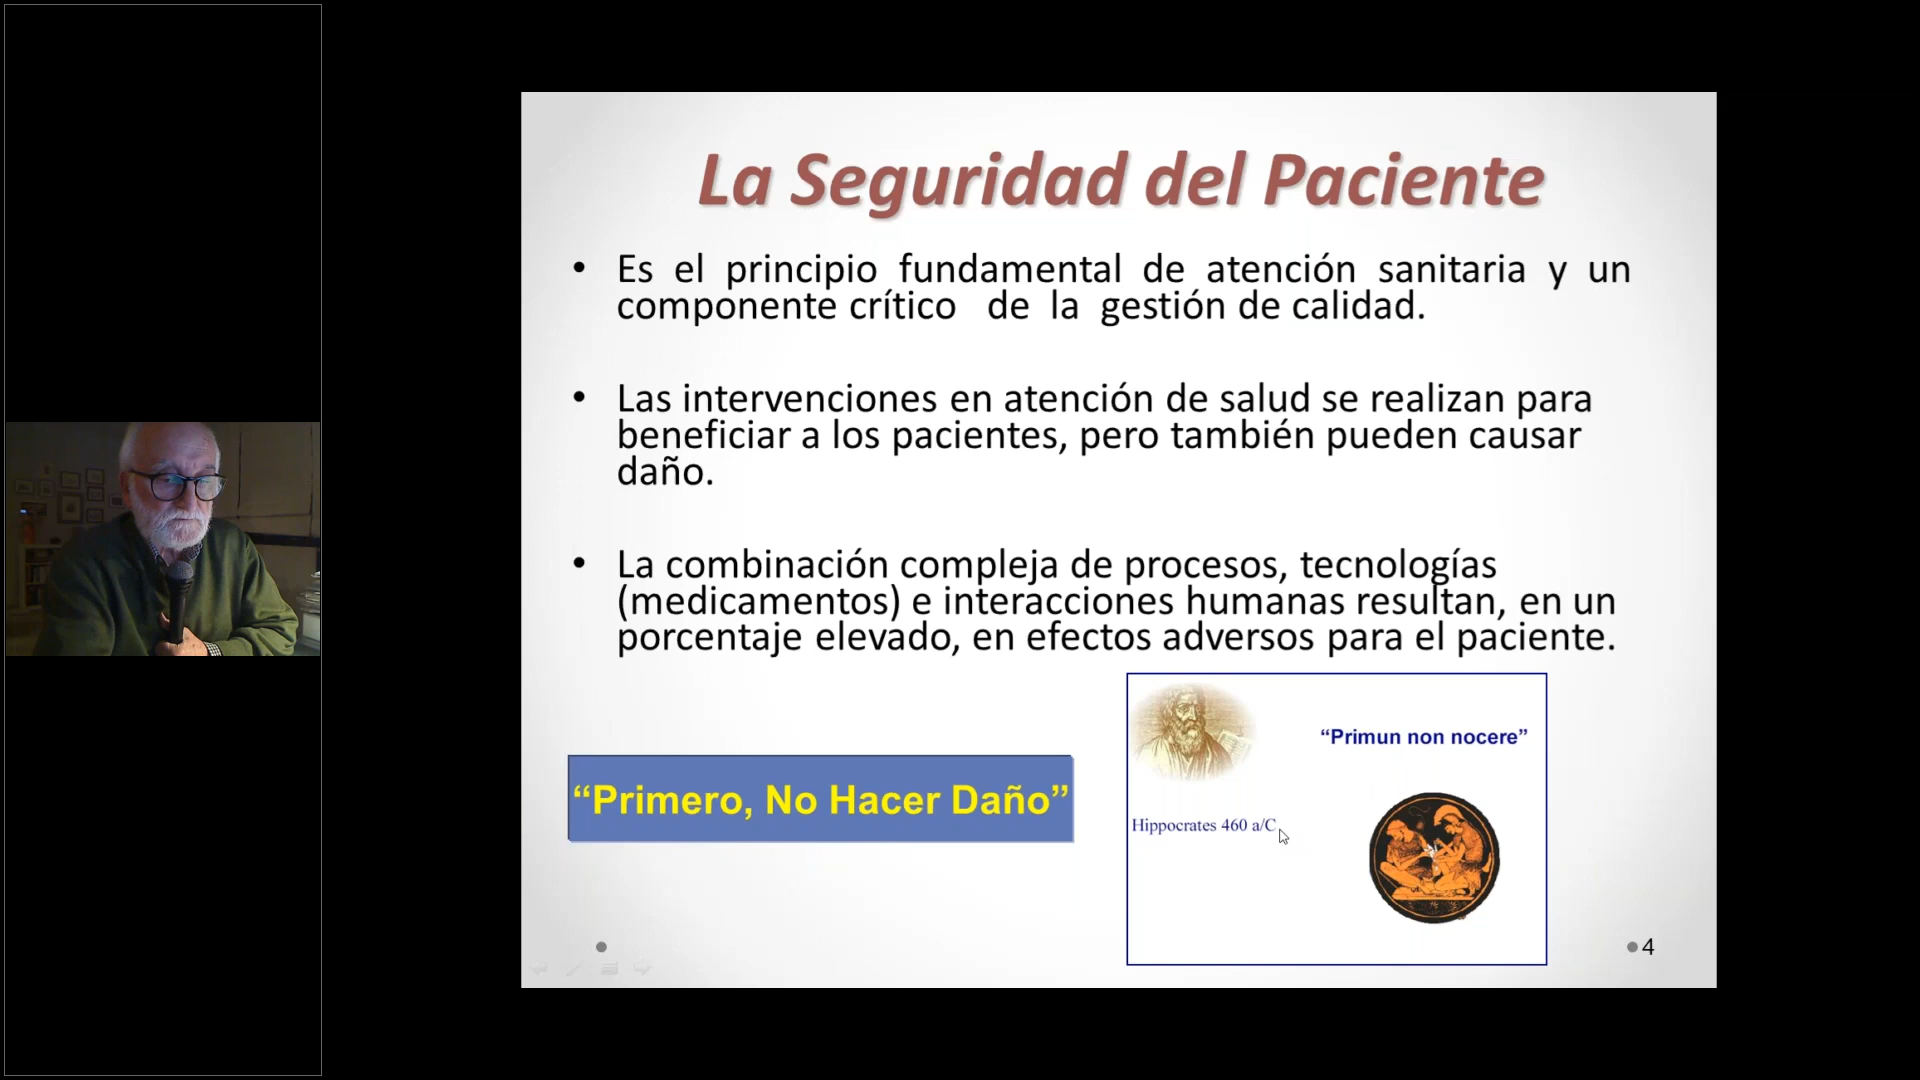 La Seguridad del Paciente
• Es el principio fundamental de atención sanitaria y un
componente crítico de la gestión de calidad.
• Las intervenciones en atención de salud se realizan para
beneficiar a los pacientes, pero también pueden causar
daño.
• La combinación compleja de procesos, tecnologías
(medicamentos) e interacciones humanas resultan, en un
porcentaje elevado, en efectos adversos para el paciente.
“Primero, No Hacer Daño”
“Primun non nocere”
Hippocrates 460 a/C
4